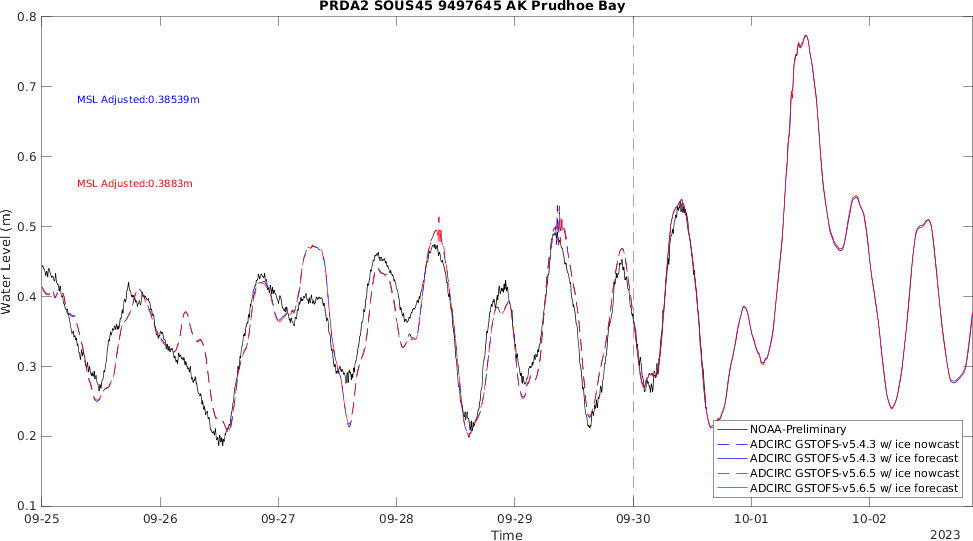 PRDA2 SOUS45 9497645 AK Prudhoe Bay
0.8
0.7
0.6
0.5
0.4
0.3
0.2
0.1
Water Level (m)
MSL Adjusted:0.38539m
MSL Adjusted:0.3883m
NOAA-Preliminary
ADCIRC GSTOFS-v5.4.3 w/ ice nowcast
ADCIRC GSTOFS-v5.4.3 w/ ice forecast
ADCIRC GSTOFS-v5.6.5 w/ ice nowcast
ADCIRC GSTOFS-v5.6.5 w/ ice forecast
09-25 09-26 09-27 09-28 09-29 09-30 10-01 10-02
Time
2023